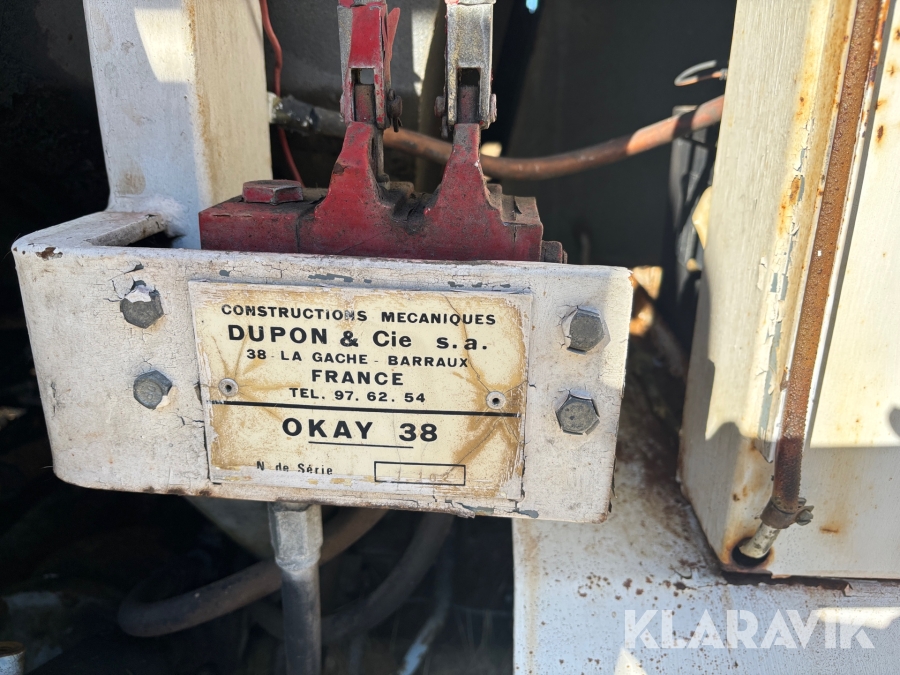 CONSTRUCTIONS MECANIQUES
DUPON & Cie s.a.
38 - LA GACHE - BARRAUX
FRANCE
TEL. 97. 62. 54
OKAY 38
N. de Série
KLARAVIK